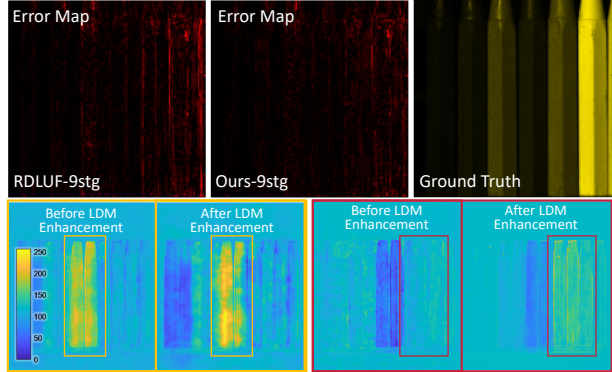 Error Map
Error Map
RDLUF-9stg
Ours-9stg
Ground Truth
Before LDM
Enhancement
After LDM
Enhancement
Before LDM
Enhancement
After LDM
Enhancement
250
200
150
100
50
0